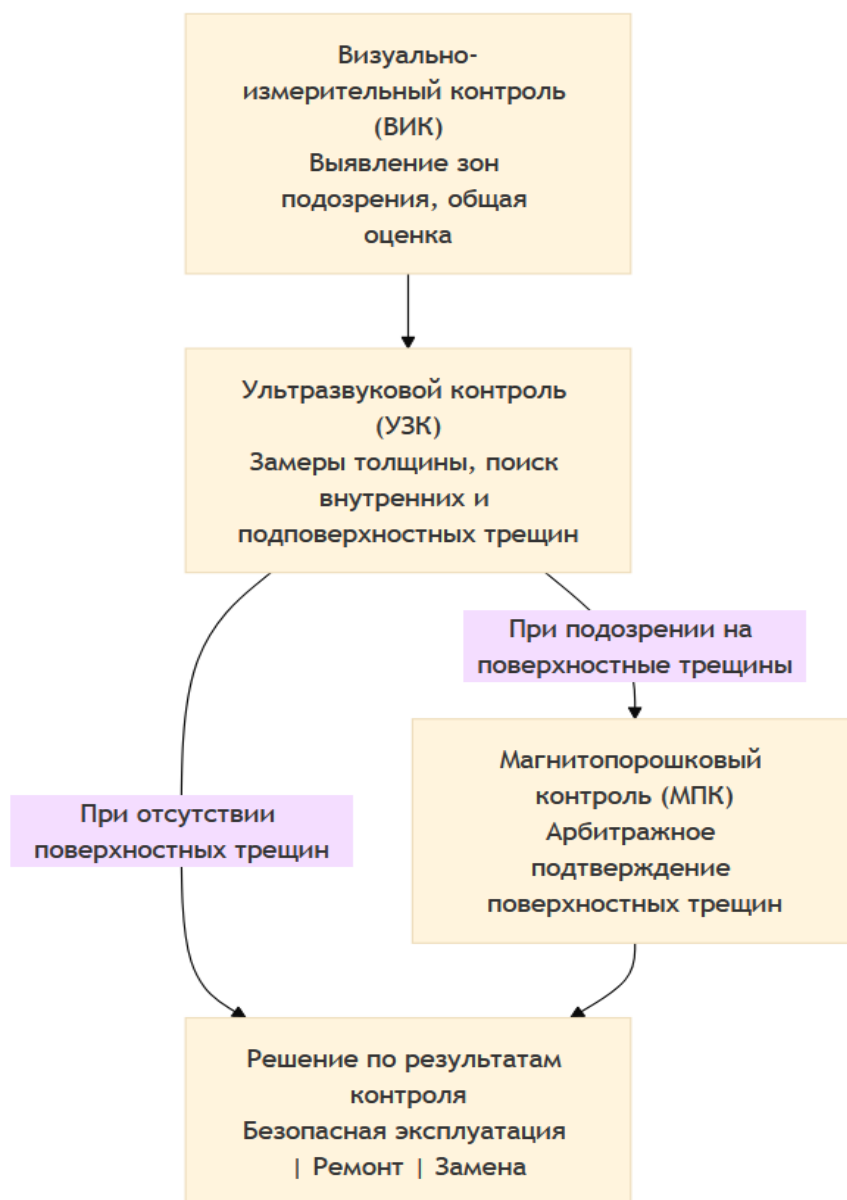 Визуально-
измерительный контроль
(ВИК)
Выявление зон
подозрения, общая
оценка
Ультразвуковой контроль
(УЗК)
Замеры толщины, поиск
внутренних и
подповерхностных трещин
При подозрении на
поверхностные трещины
Магнитопорошковый
контроль (МПК)
Арбитражное
подтверждение
поверхностных трещин
При отсутствии
поверхностных трещин
Решение по результатам
контроля
Безопасная эксплуатация
| Ремонт | Замена